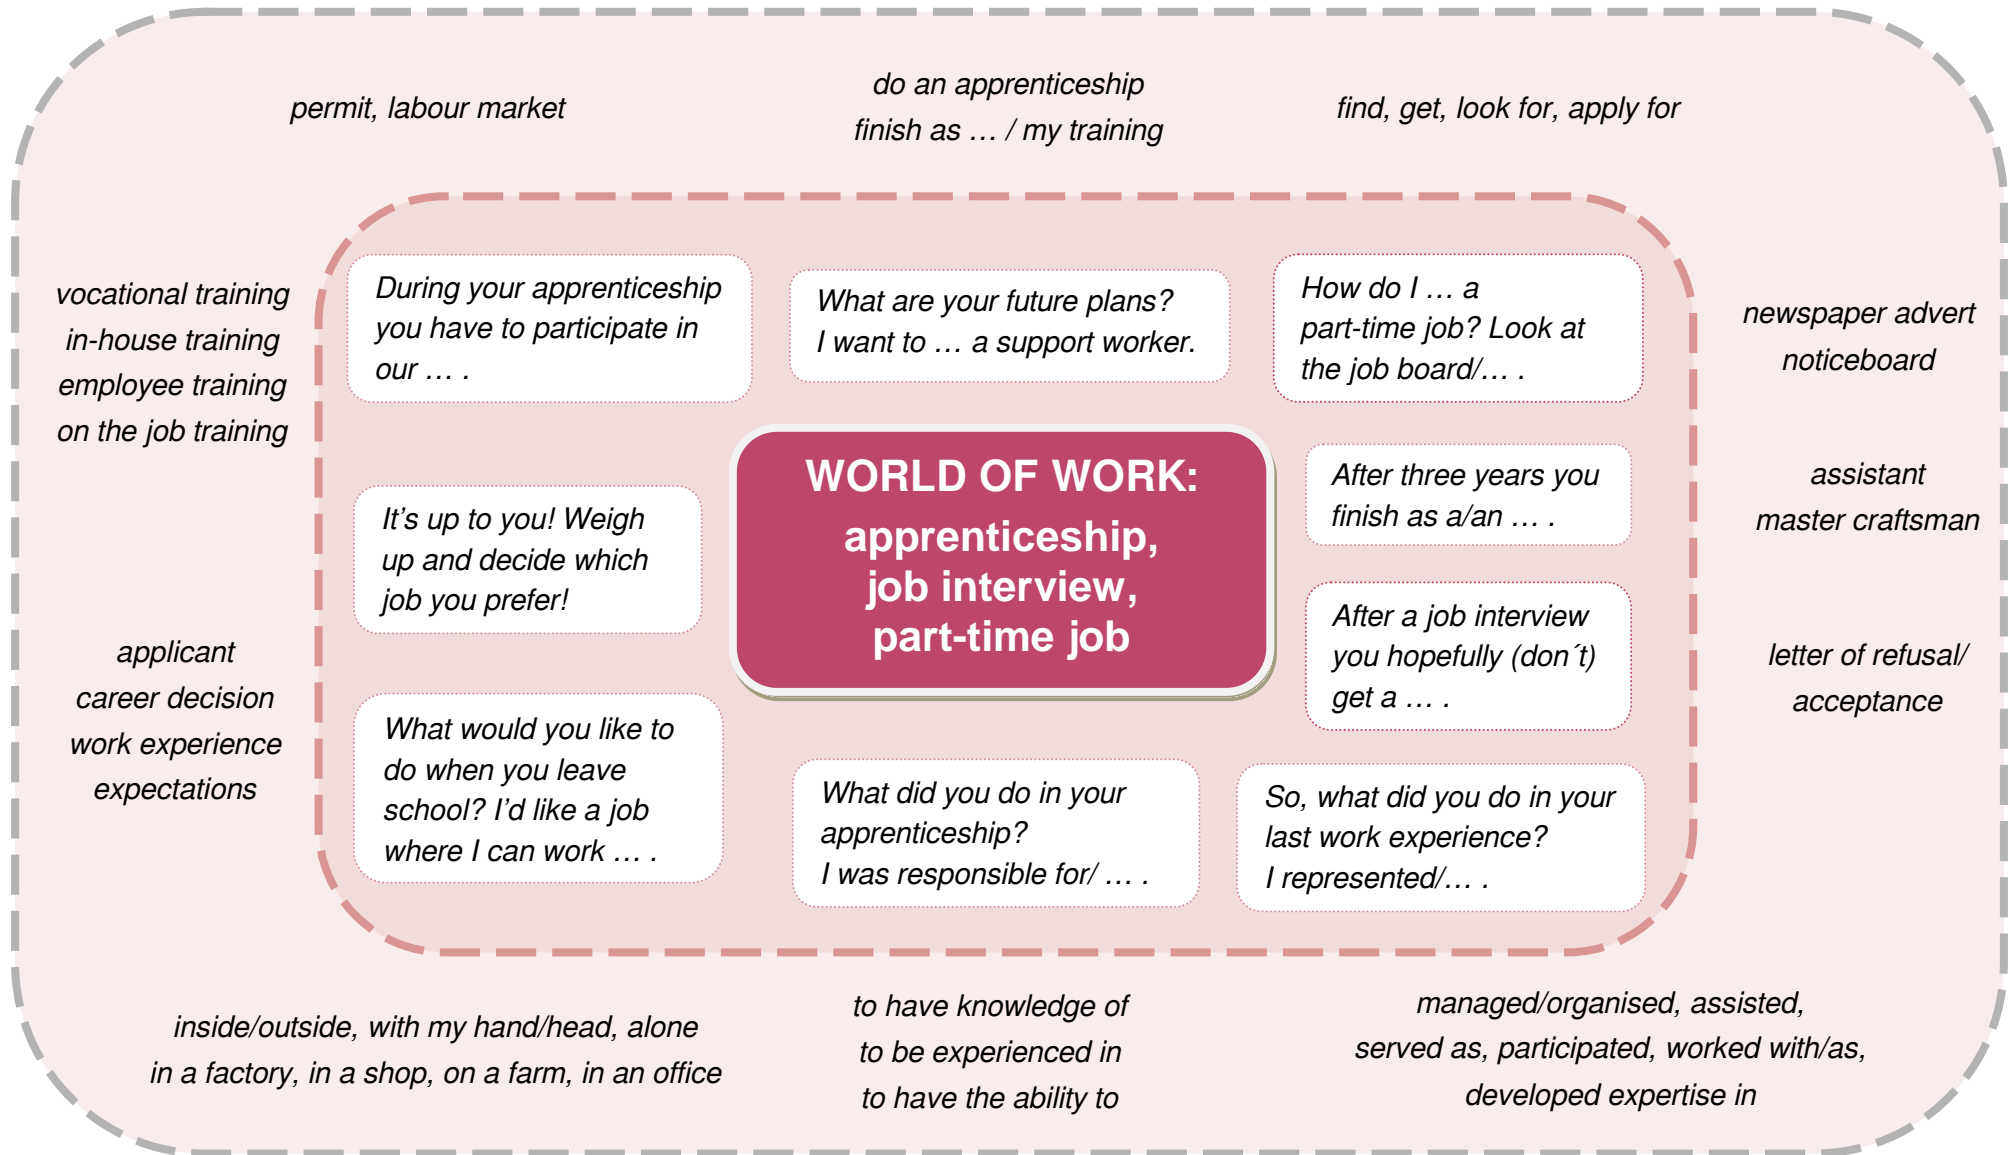 permit, labour market
do an apprenticeship
finish as … / my training
find, get, look for, apply for
vocational training
in-house training
employee training
on the job training
During your apprenticeship
you have to participate in
our … .
What are your future plans?
I want to … a support worker.
How do I … a
part-time job? Look at
the job board/… .
newspaper advert
noticeboard
WORLD OF WORK:
apprenticeship,
job interview,
part-time job
It’s up to you! Weigh
up and decide which
job you prefer!
After three years you
finish as a/an … .
assistant
master craftsman
After a job interview
you hopefully (don´t)
get a … .
letter of refusal/
acceptance
applicant
career decision
work experience
expectations
What would you like to
do when you leave
school? I’d like a job
where I can work … .
What did you do in your
apprenticeship?
I was responsible for/ … .
So, what did you do in your
last work experience?
I represented/… .
inside/outside, with my hand/head, alone
in a factory, in a shop, on a farm, in an office
to have knowledge of
to be experienced in
to have the ability to
managed/organised, assisted,
served as, participated, worked with/as,
developed expertise in